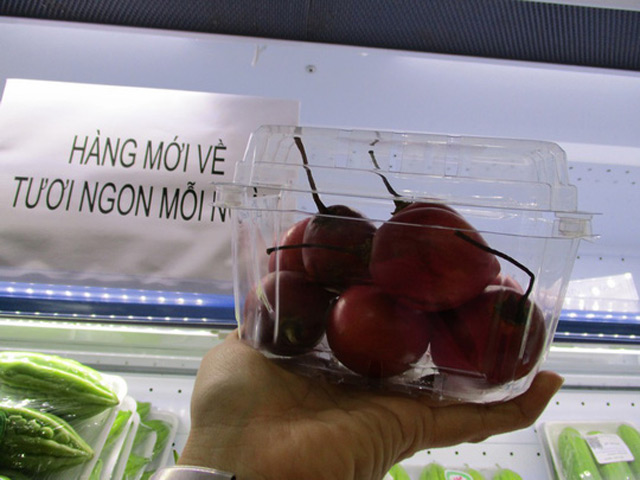 HÀNG MỚI VỀ
TƯƠI NGON MỖI